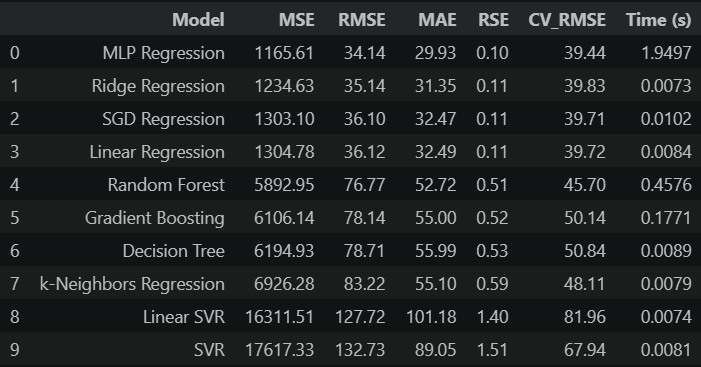 Model MSE RMSE MAE RSE CV_RMSE Time (s)
0 MLP Regression 1165.61 34.14 29.93 0.10 39.44 1.9497
1 Ridge Regression 1234.63 35.14 31.35 0.11 39.83 0.0073
2 SGD Regression 1303.10 36.10 32.47 0.11 39.71 0.0102
3 Linear Regression 1304.78 36.12 32.49 0.11 39.72 0.0084
4 Random Forest 5892.95 76.77 52.72 0.51 45.70 0.4576
5 Gradient Boosting 6106.14 78.14 55.00 0.52 50.14 0.1771
6 Decision Tree 6194.93 78.71 55.99 0.53 50.84 0.0089
7 k-Neighbors Regression 6926.28 83.22 55.10 0.59 48.11 0.0079
8 Linear SVR 16311.51 127.72 101.18 1.40 81.96 0.0074
9 SVR 17617.33 132.73 89.05 1.51 67.94 0.0081